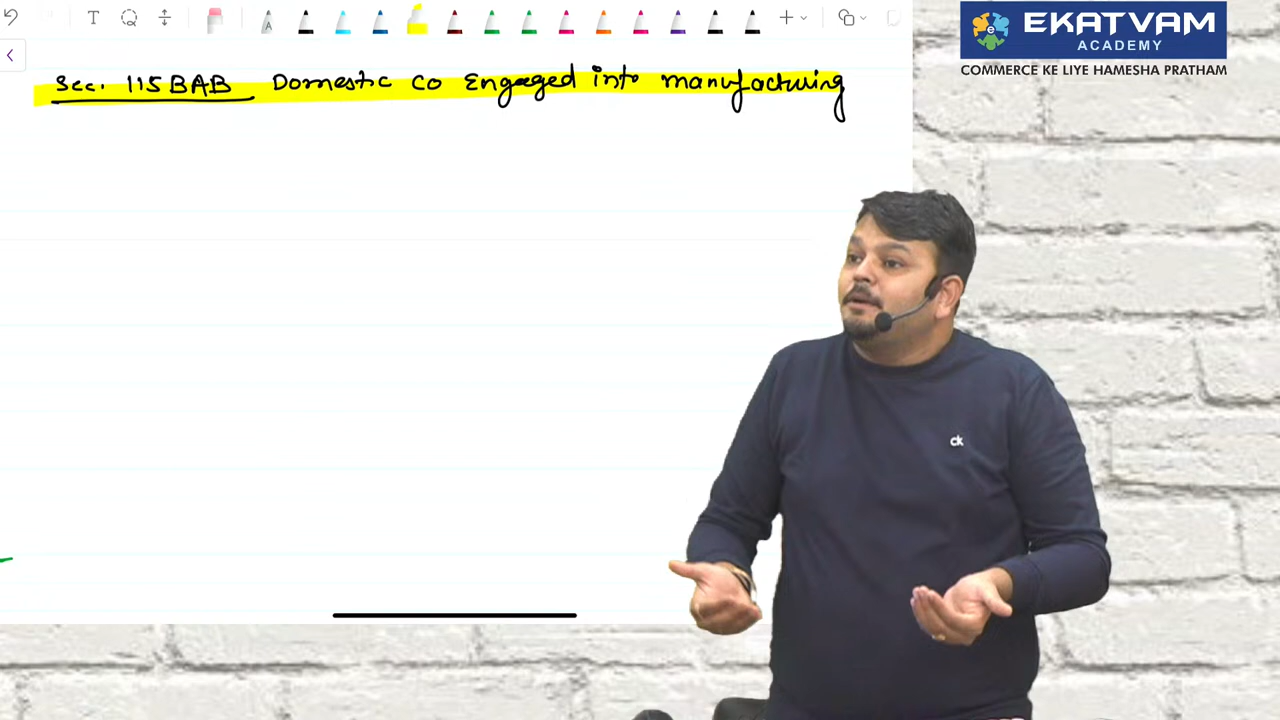 EKATVAM
ACADEMY
COMMERCE KE LIYE HAMESHA PRATHAM
Sec. 115BAB Domestic Co Engaged into manufacturing
ck